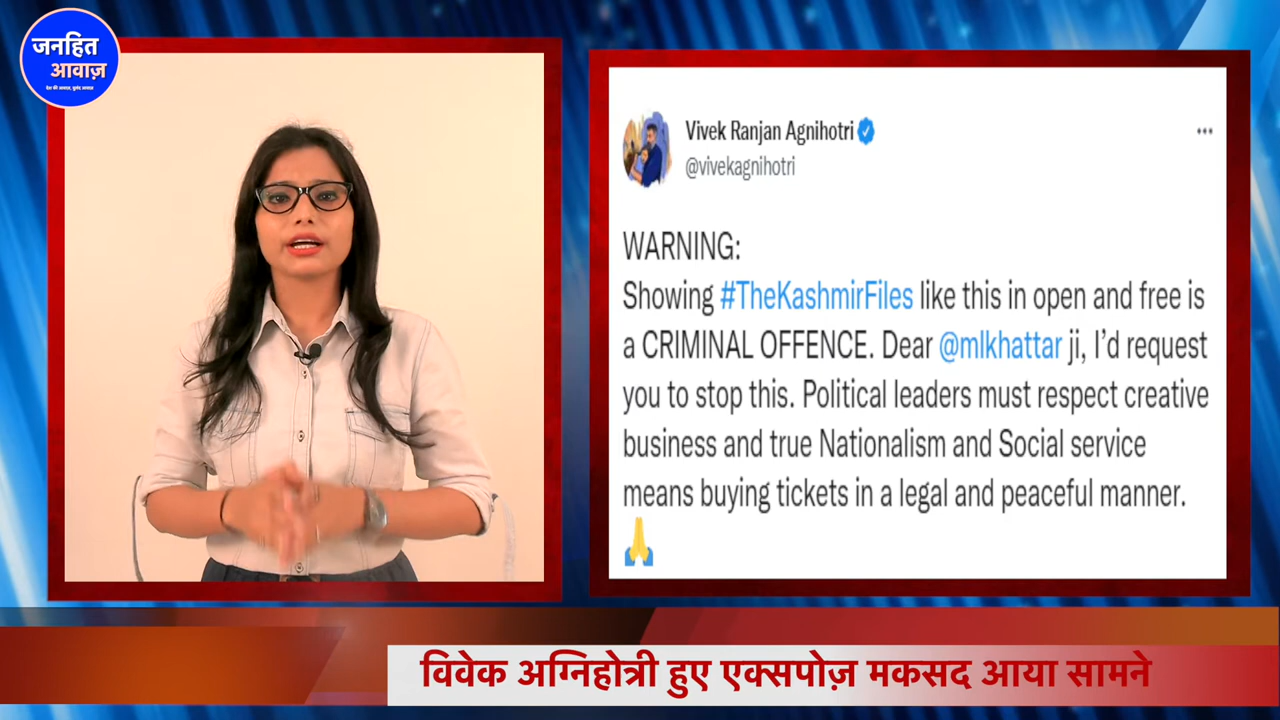 जनहित
आवाज़
देश की आवाज़, बुलंद आवाज़
Vivek Ranjan Agnihotri
@vivekagnihotri
WARNING:
Showing #TheKashmirFiles like this in open and free is
a CRIMINAL OFFENCE. Dear @mlkhattar ji, I'd request
you to stop this. Political leaders must respect creative
business and true Nationalism and Social service
means buying tickets in a legal and peaceful manner.
विवेक अग्निहोत्री हुए एक्सपोज़ मकसद आया सामने